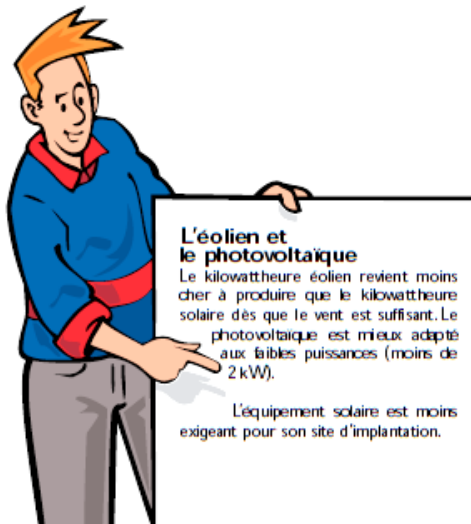 L'éolien et
le photovoltaïque
Le kilowattheure éolien revient moins
cher à produire que le kilowattheure
solaire dès que le vent est suffisant. Le
photovoltaïque est mieux adapté
aux faibles puissances (moins de
2 kW).
L'équipement solaire est moins
exigeant pour son site d'implantation.